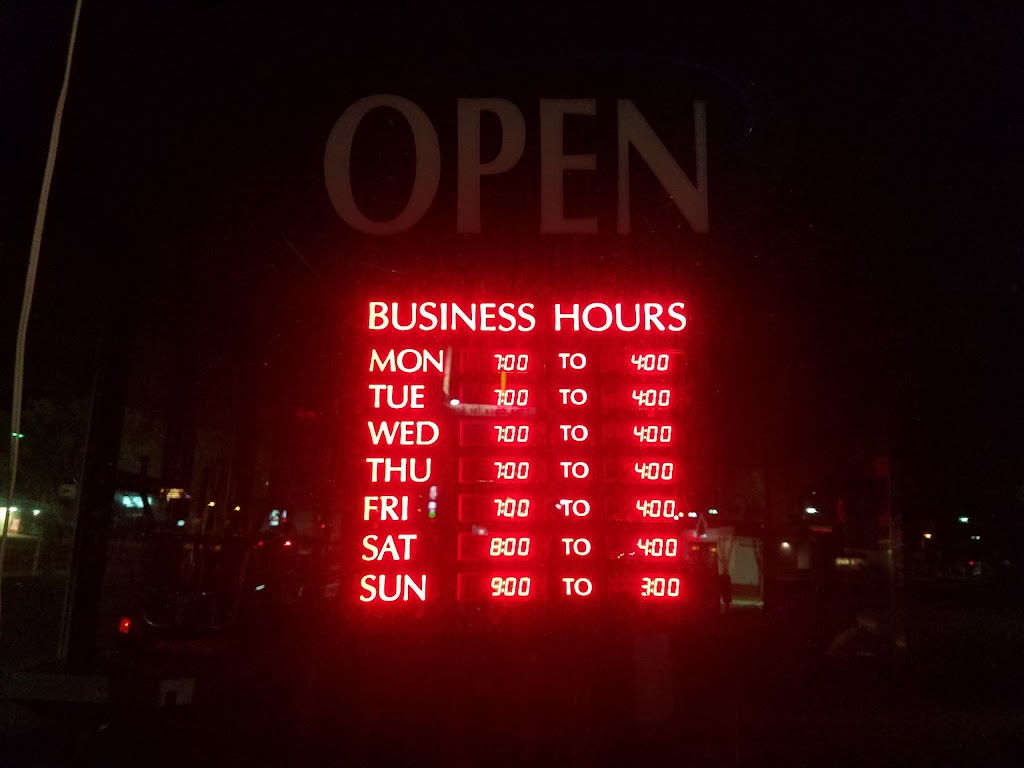 OPEN
BUSINESS HOURS
MON 7:00 TO 4:00
TUE 7:00 TO 4:00
WED 7:00 TO 4:00
THU 7:00 TO 4:00
FRI 7:00 TO 4:00
SAT 8:00 TO 4:00
SUN 9:00 TO 3:00